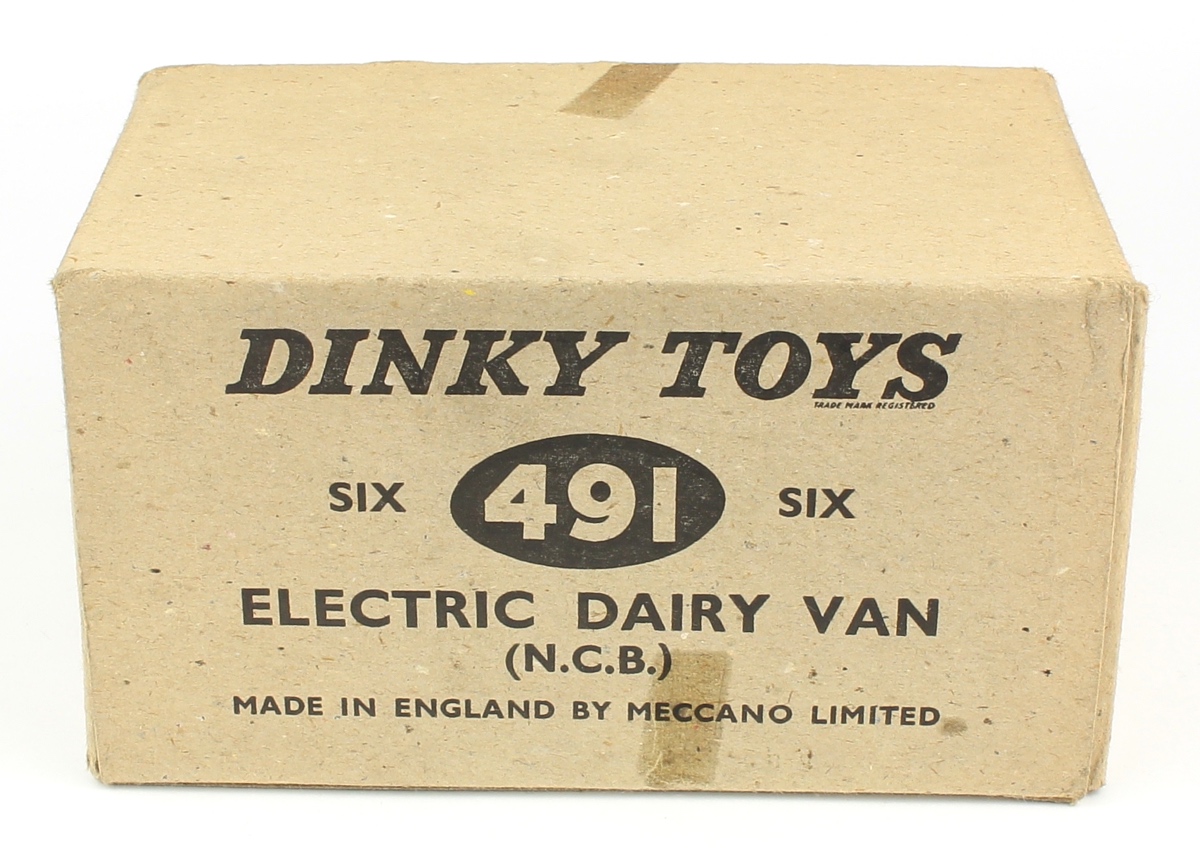 DINKY TOYS
TRADE MARK REGISTERED
SIX 491 SIX
ELECTRIC DAIRY VAN
(N.C.B.)
MADE IN ENGLAND BY MECCANO LIMITED